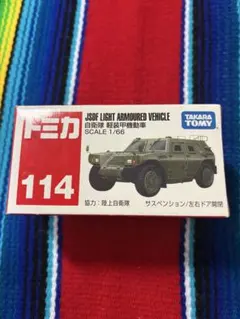 トミカ
114
JSDF LIGHT ARMOURED VEHICLE
自衛隊 軽装甲機動車
SCALE 1/66
TAKARA
TOMY
協力：陸上自衛隊
サスペンション/左右ドア開閉